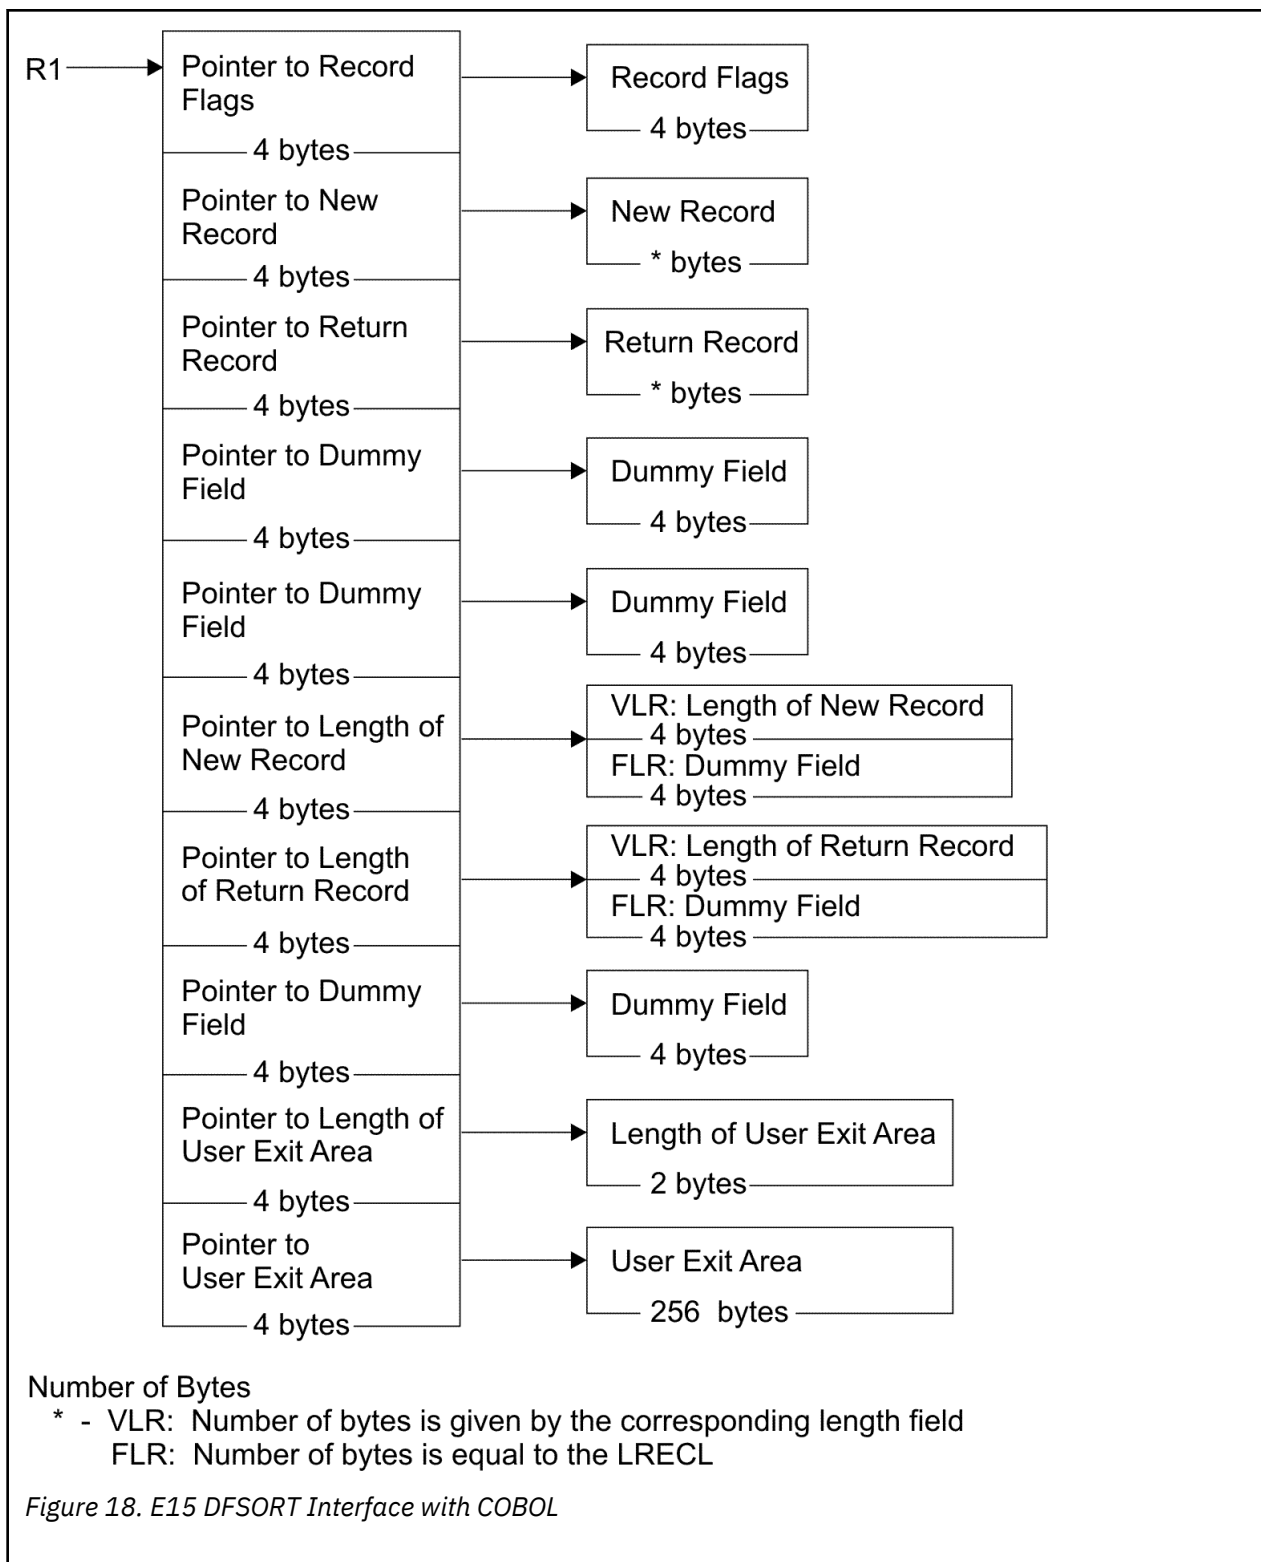 R1
Pointer to Record
Flags
4 bytes
Record Flags
4 bytes
Pointer to New
Record
4 bytes
New Record
* bytes
Pointer to Return
Record
4 bytes
Return Record
* bytes
Pointer to Dummy
Field
4 bytes
Dummy Field
4 bytes
Pointer to Dummy
Field
4 bytes
Dummy Field
4 bytes
Pointer to Length of
New Record
4 bytes
VLR: Length of New Record
4 bytes
FLR: Dummy Field
4 bytes
Pointer to Length
of Return Record
4 bytes
VLR: Length of Return Record
4 bytes
FLR: Dummy Field
4 bytes
Pointer to Dummy
Field
4 bytes
Dummy Field
4 bytes
Pointer to Length of
User Exit Area
4 bytes
Length of User Exit Area
2 bytes
Pointer to
User Exit Area
4 bytes
User Exit Area
256 bytes
Number of Bytes
* - VLR: Number of bytes is given by the corresponding length field
FLR: Number of bytes is equal to the LRECL
Figure 18. E15 DFSORT Interface with COBOL